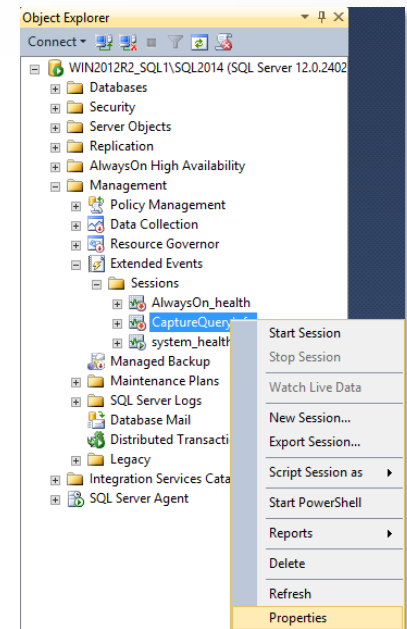 Object Explorer
Connect
WIN2012R2_SQL1\SQL2014 (SQL Server 12.0.2402
Databases
Security
Server Objects
Replication
AlwaysOn High Availability
Management
Policy Management
Data Collection
Resource Governor
Extended Events
Sessions
AlwaysOn_health
CaptureQueryInfo
system_health
Managed Backup
Maintenance Plans
SQL Server Logs
Database Mail
Distributed Transacti
Legacy
Integration Services Cata
SQL Server Agent
Start Session
Stop Session
Watch Live Data
New Session...
Export Session...
Script Session as
Start PowerShell
Reports
Delete
Refresh
Properties